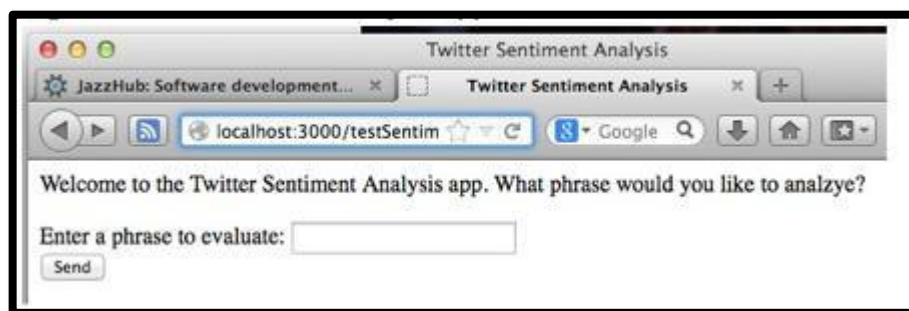 Twitter Sentiment Analysis
JazzHub: Software development... × Twitter Sentiment Analysis × +
localhost:3000/testSentim Google
Welcome to the Twitter Sentiment Analysis app. What phrase would you like to analzye?
Enter a phrase to evaluate:
Send